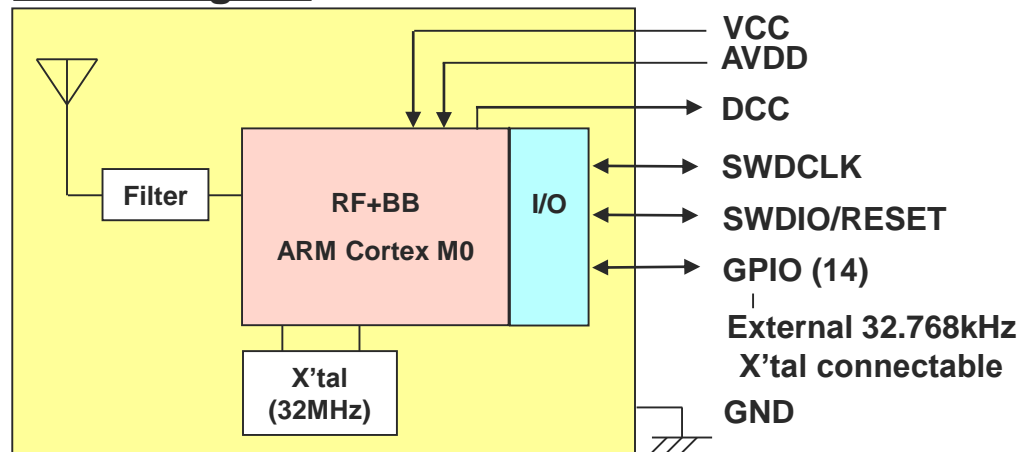 VCC
AVDD
DCC
Filter
RF+BB
ARM Cortex M0
I/O
SWDCLK
SWDIO/RESET
GPIO (14)
External 32.768kHz
X'tal connectable
X'tal
(32MHz)
GND